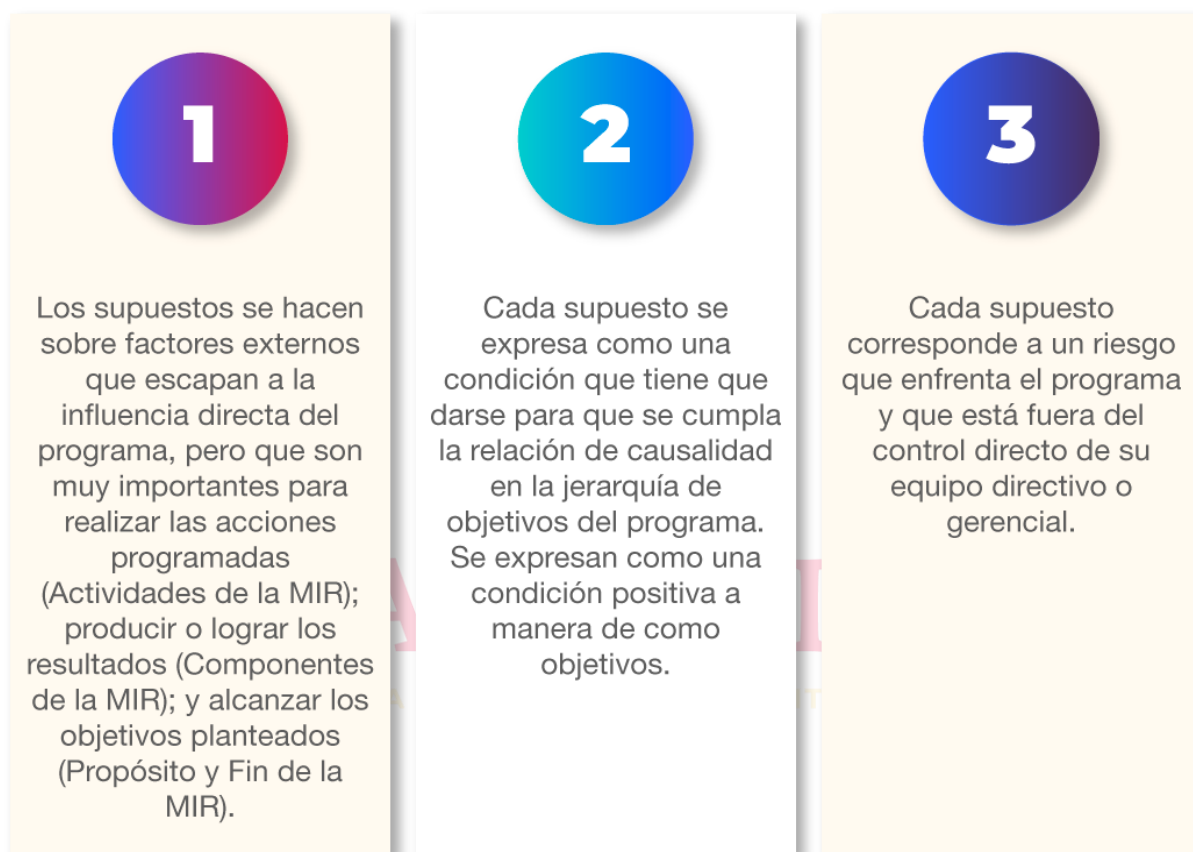 1
Los supuestos se hacen
sobre factores externos
que escapan a la
influencia directa del
programa, pero que son
muy importantes para
realizar las acciones
programadas
(Actividades de la MIR);
producir o lograr los
resultados (Componentes
de la MIR); y alcanzar los
objetivos planteados
(Propósito y Fin de la
MIR).
2
Cada supuesto se
expresa como una
condición que tiene que
darse para que se cumpla
la relación de causalidad
en la jerarquía de
objetivos del programa.
Se expresan como una
condición positiva a
manera de como
objetivos.
3
Cada supuesto
corresponde a un riesgo
que enfrenta el programa
y que está fuera del
control directo de su
equipo directivo o
gerencial.